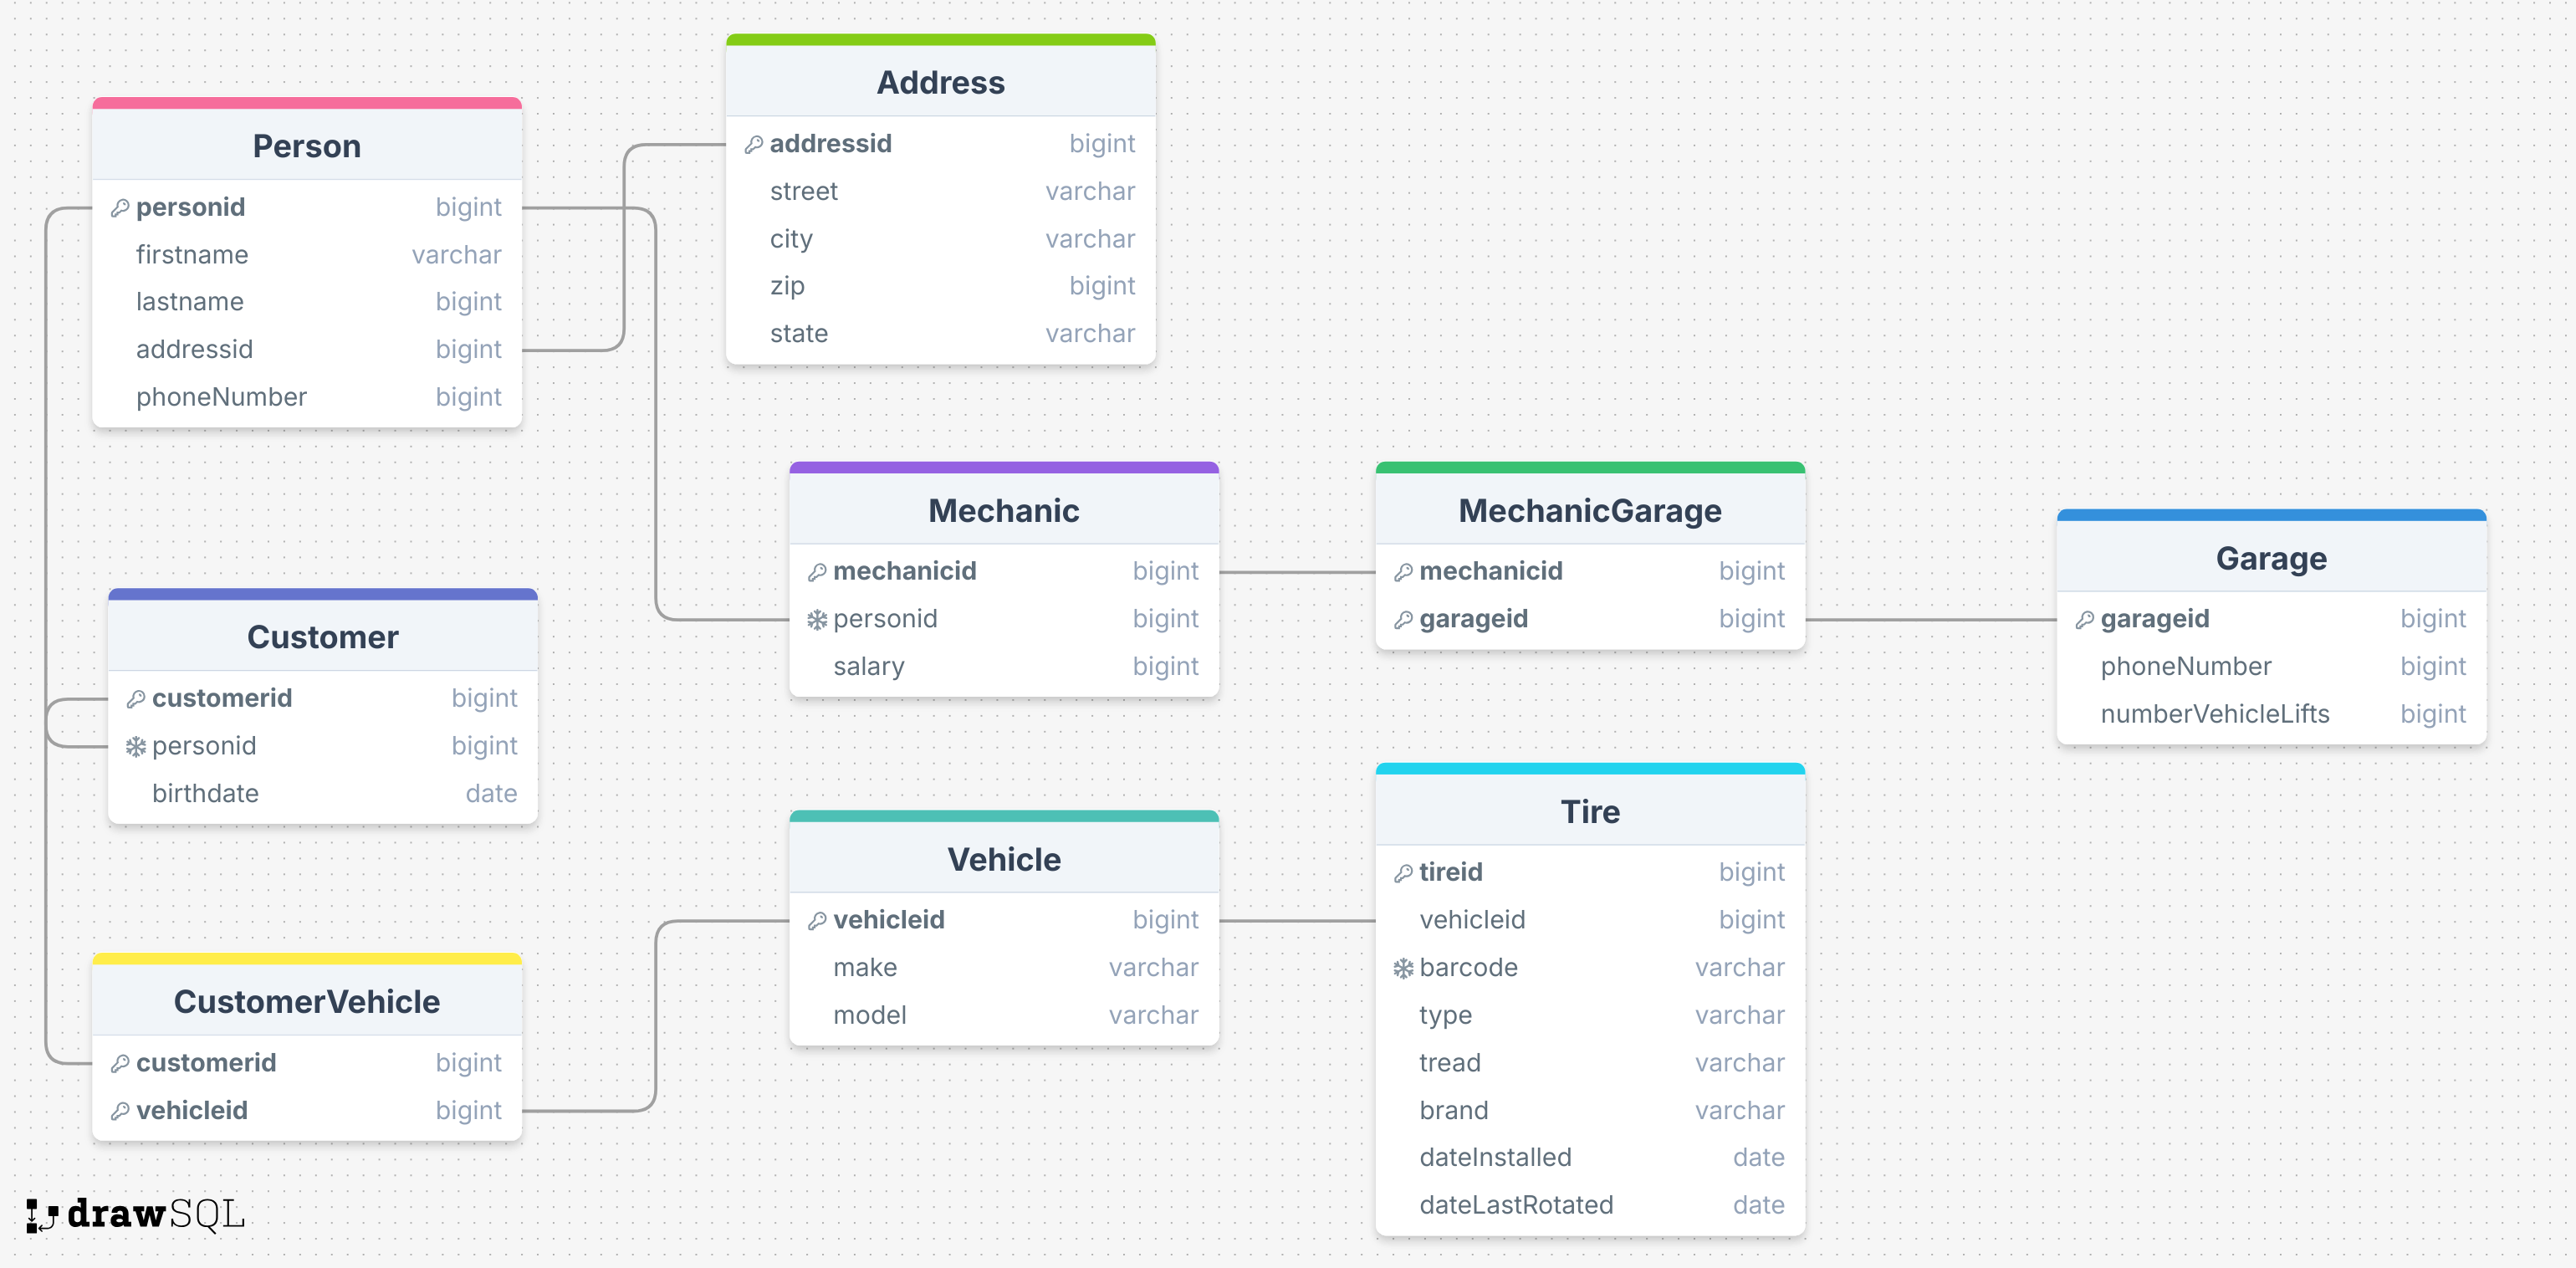 Person
personid bigint
firstname varchar
lastname bigint
addressid bigint
phoneNumber bigint
Address
addressid bigint
street varchar
city varchar
zip bigint
state varchar
Mechanic
mechanicid bigint
personid bigint
salary bigint
MechanicGarage
mechanicid bigint
garageid bigint
Garage
garageid bigint
phoneNumber bigint
numberVehicleLifts bigint
Customer
customerid bigint
personid bigint
birthdate date
Vehicle
vehicleid bigint
make varchar
model varchar
Tire
tireid bigint
vehicleid bigint
barcode varchar
type varchar
tread varchar
brand varchar
dateInstalled date
dateLastRotated date
CustomerVehicle
customerid bigint
vehicleid bigint
drawSQL